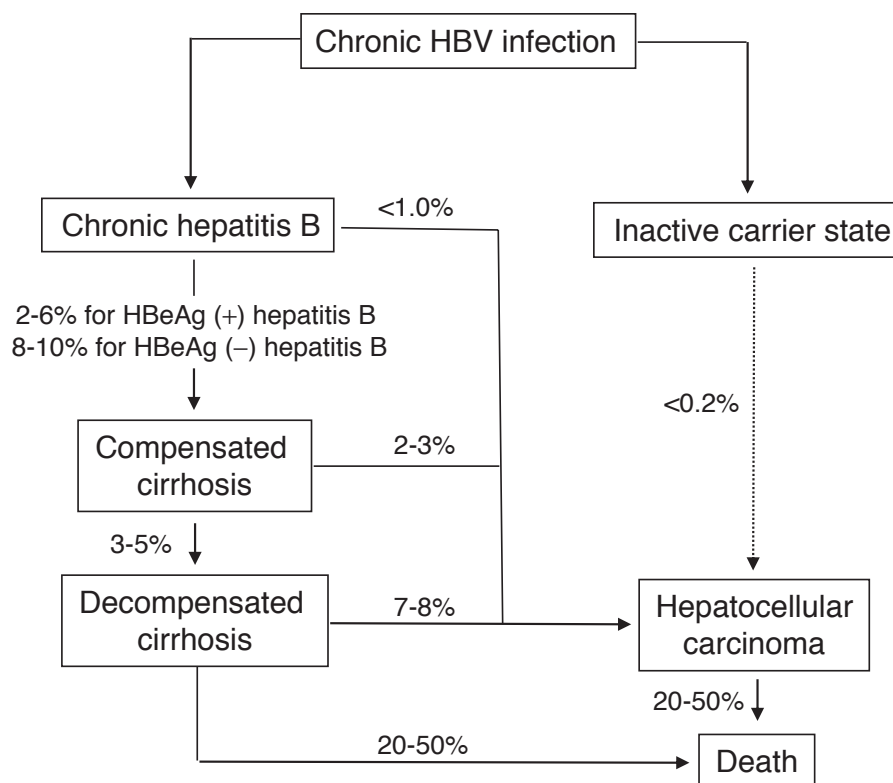 Chronic HBV infection
Chronic hepatitis B
<1.0%
Inactive carrier state
2-6% for HBeAg (+) hepatitis B
8-10% for HBeAg (−) hepatitis B
<0.2%
Compensated
cirrhosis
2-3%
3-5%
Decompensated
cirrhosis
7-8%
Hepatocellular
carcinoma
20-50%
20-50%
Death